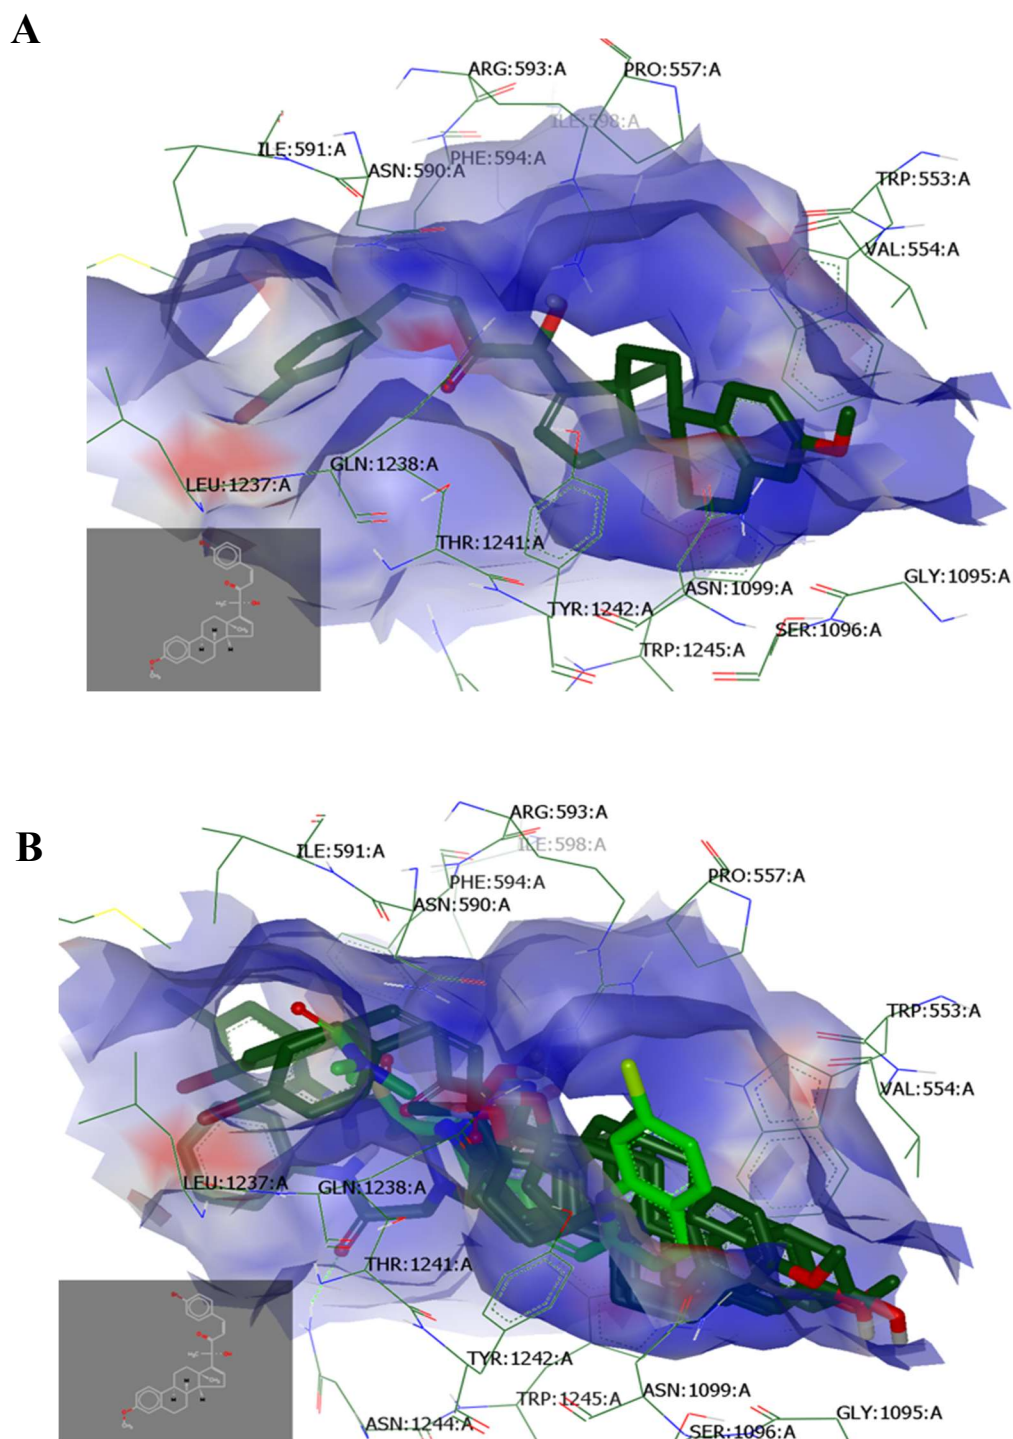 A
ARG:593:A
PRO:557:A
ILE:598:A
ILE:591:A
PHE:594:A
ASN:590:A
TRP:553:A
VAL:554:A
GLN:1238:A
LEU:1237:A
THR:1241:A
GLY:1095:A
ASN:1099:A
TYR:1242:A
SER:1096:A
TRP:1245:A
B
ARG:593:A
ILE:598:A
ILE:591:A
PRO:557:A
PHE:594:A
ASN:590:A
TRP:553:A
VAL:554:A
LEU:1237:A
GLN:1238:A
THR:1241:A
TYR:1242:A
ASN:1099:A
TRP:1245:A
GLY:1095:A
ASN:1244:A
SER:1096:A